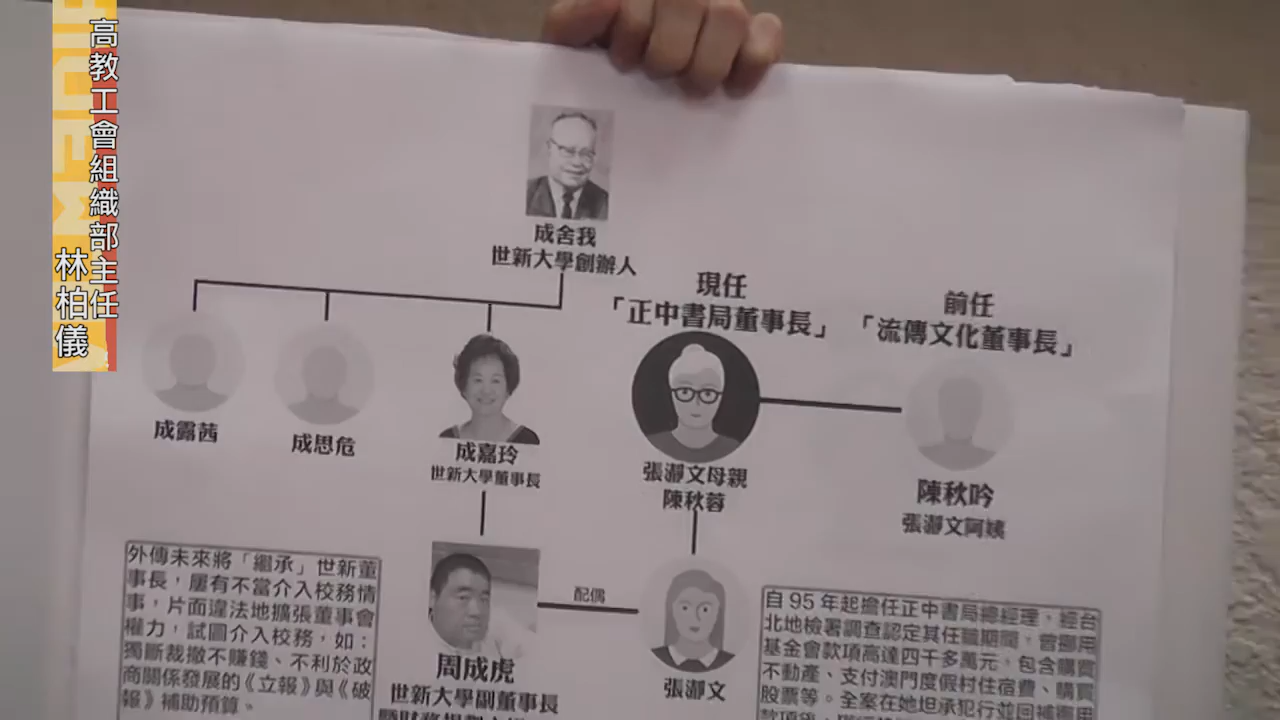 高教工會組織部主任
林柏儀
成舍我
世新大學創辦人
現任
「正中書局董事長」
前任
「流傳文化董事長」
成露茜
成思危
成嘉玲
世新大學董事長
張瀞文母親
陳秋蓉
陳秋吟
張瀞文阿姨
外傳未來將「繼承」世新董
事長，屢有不當介入校務情
事，片面違法地擴張董事會
權力，試圖介入校務，如：
獨斷裁撤不賺錢、不利於政
商關係發展的《立報》與《破
報》補助預算。
配偶
周成虎
世新大學副董事長
張瀞文
自 95 年起擔任正中書局總經理，經台
北地檢署調查認定其任職期間，曾挪用
基金會款項高達四千多萬元，包含購買
不動產、支付澳門度假村住宿費、購買
股票等。全案在她坦承犯行並回補挪用